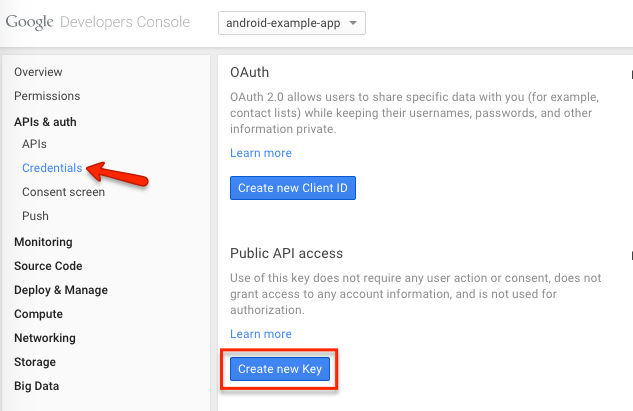 Google Developers Console
android-example-app
Overview
Permissions
APIs & auth
APIs
Credentials
Consent screen
Push
Monitoring
Source Code
Deploy & Manage
Compute
Networking
Storage
Big Data
OAuth
OAuth 2.0 allows users to share specific data with you (for example,
contact lists) while keeping their usernames, passwords, and other
information private.
Learn more
Create new Client ID
Public API access
Use of this key does not require any user action or consent, does not
grant access to any account information, and is not used for
authorization.
Learn more
Create new Key